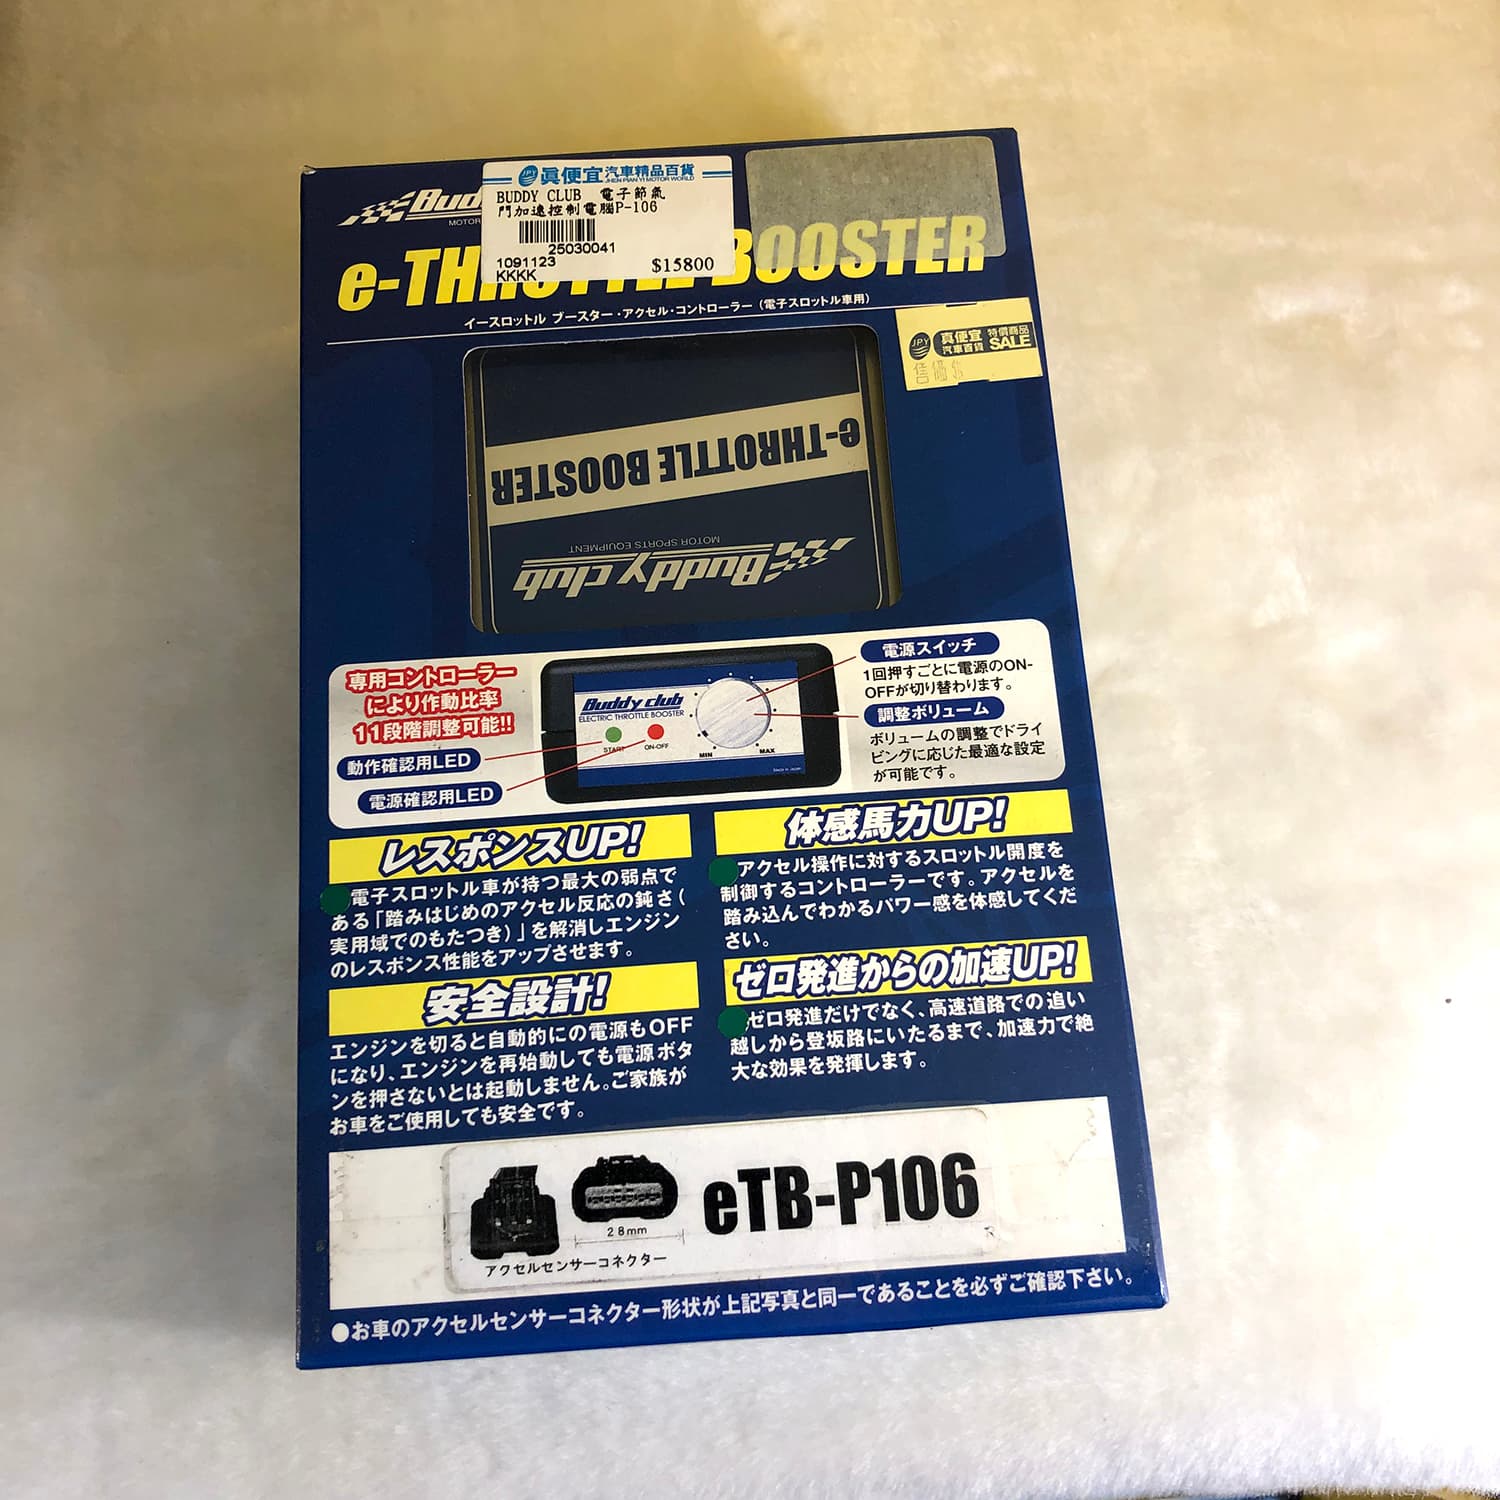 JPY 真便宜 汽車精品百貨
JHEN PIAN YI MOTOR WORLD
BUDDY CLUB 電子節氣
門加速控制電腦P-106
25030041
1091123
KKKK
$15800
Buddy
MOTOR
e-THROTTLE BOOSTER
イースロットル ブースター・アクセル・コントローラー（電子スロットル車用）
JPY 真便宜 特價商品
汽車百貨 SALE
e-THROTTLE BOOSTER
MOTOR SPORTS EQUIPMENT
Buddy club
専用コントローラー
により作動比率
11段階調整可能!!
動作確認用LED
電源確認用LED
Buddy club
ELECTRIC THROTTLE BOOSTER
START
ON-OFF
MIN
MAX
Made in Japan
電源スイッチ
1回押すごとに電源のON-
OFFが切り替わります。
調整ボリューム
ボリュームの調整でドライ
ビングに応じた最適な設定
が可能です。
レスポンスUP!
電子スロットル車が持つ最大の弱点で
ある「踏みはじめのアクセル反応の鈍さ(
実用域でのもたつき)」を解消しエンジン
のレスポンス性能をアップさせます。
安全設計!
エンジンを切ると自動的にの電源もOFF
になり、エンジンを再始動しても電源ボタ
ンを押さないとは起動しません。ご家族が
お車をご使用しても安全です。
体感馬力UP!
アクセル操作に対するスロットル開度を
制御するコントローラーです。アクセルを
踏み込んでわかるパワー感を体感してくだ
さい。
ゼロ発進からの加速UP!
ゼロ発進だけでなく、高速道路での追い
越しから登坂路にいたるまで、加速力で絶
大な効果を発揮します。
28mm
アクセルセンサーコネクター
eTB-P106
●お車のアクセルセンサーコネクター形状が上記写真と同一であることを必ずご確認下さい。